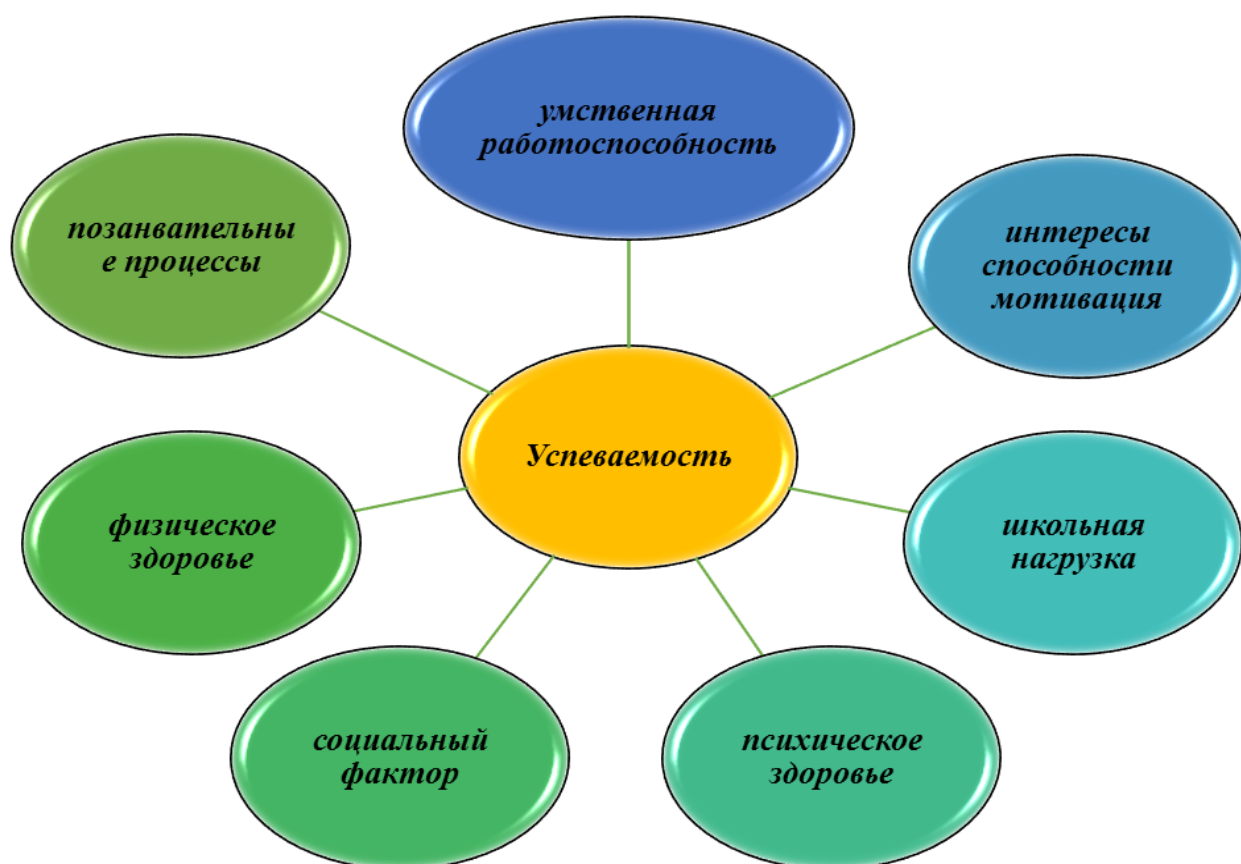 умственная
работоспособность
интересы
способности
мотивация
школьная
нагрузка
психическое
здоровье
социальный
фактор
физическое
здоровье
позанвательны
е процессы
Успеваемость